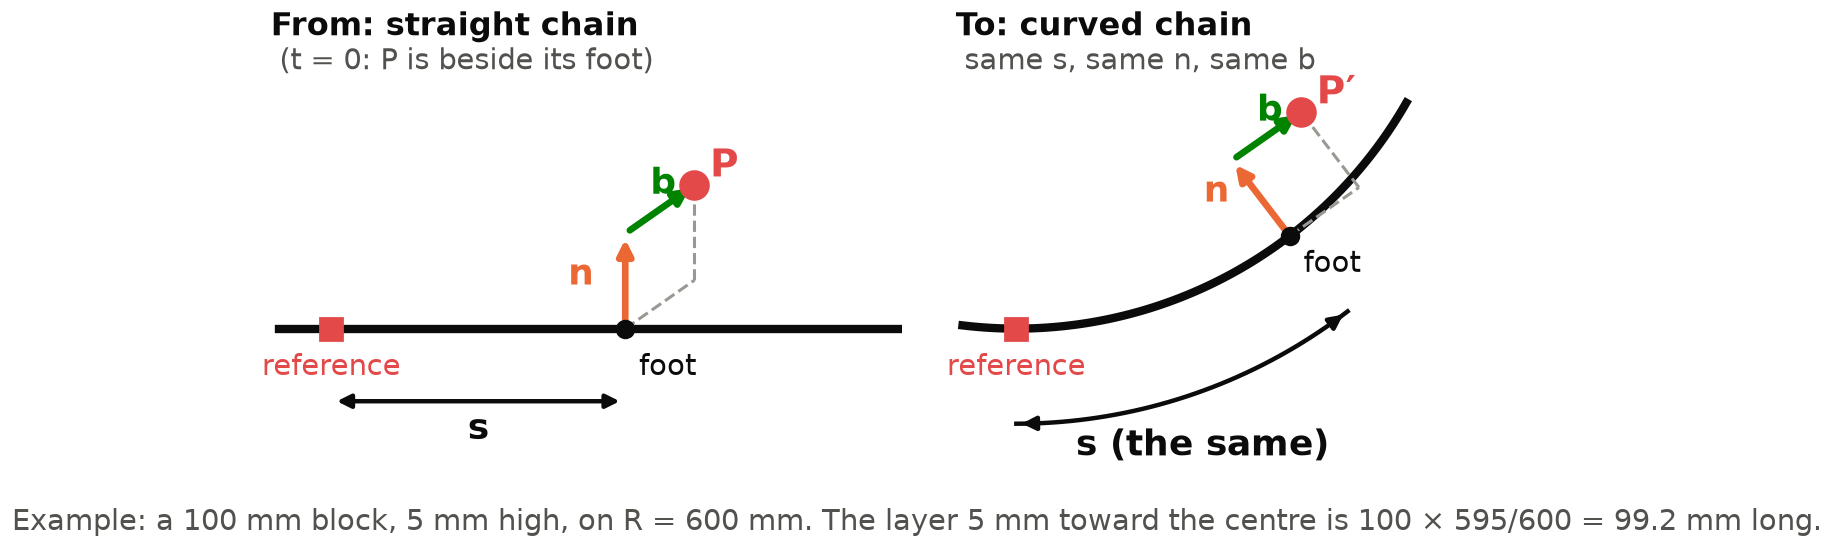 From: straight chain
(t = 0: P is beside its foot)
b
P
n
reference
foot
s
To: curved chain
same s, same n, same b
b
P′
n
foot
reference
s (the same)
Example: a 100 mm block, 5 mm high, on R = 600 mm. The layer 5 mm toward the centre is 100 × 595/600 = 99.2 mm long.